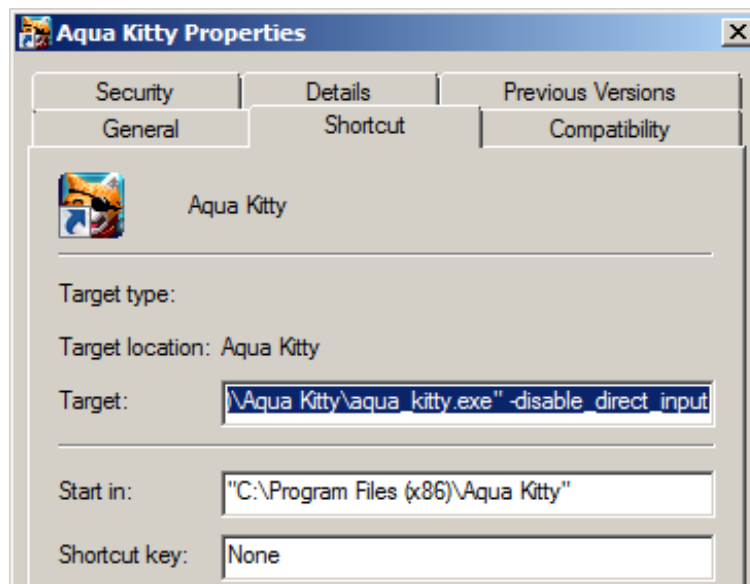 Aqua Kitty Properties
Security Details Previous Versions
General Shortcut Compatibility
Aqua Kitty
Target type:
Target location: Aqua Kitty
Target: )\Aqua Kitty\aqua_kitty.exe" -disable_direct_input
Start in: "C:\Program Files (x86)\Aqua Kitty"
Shortcut key: None